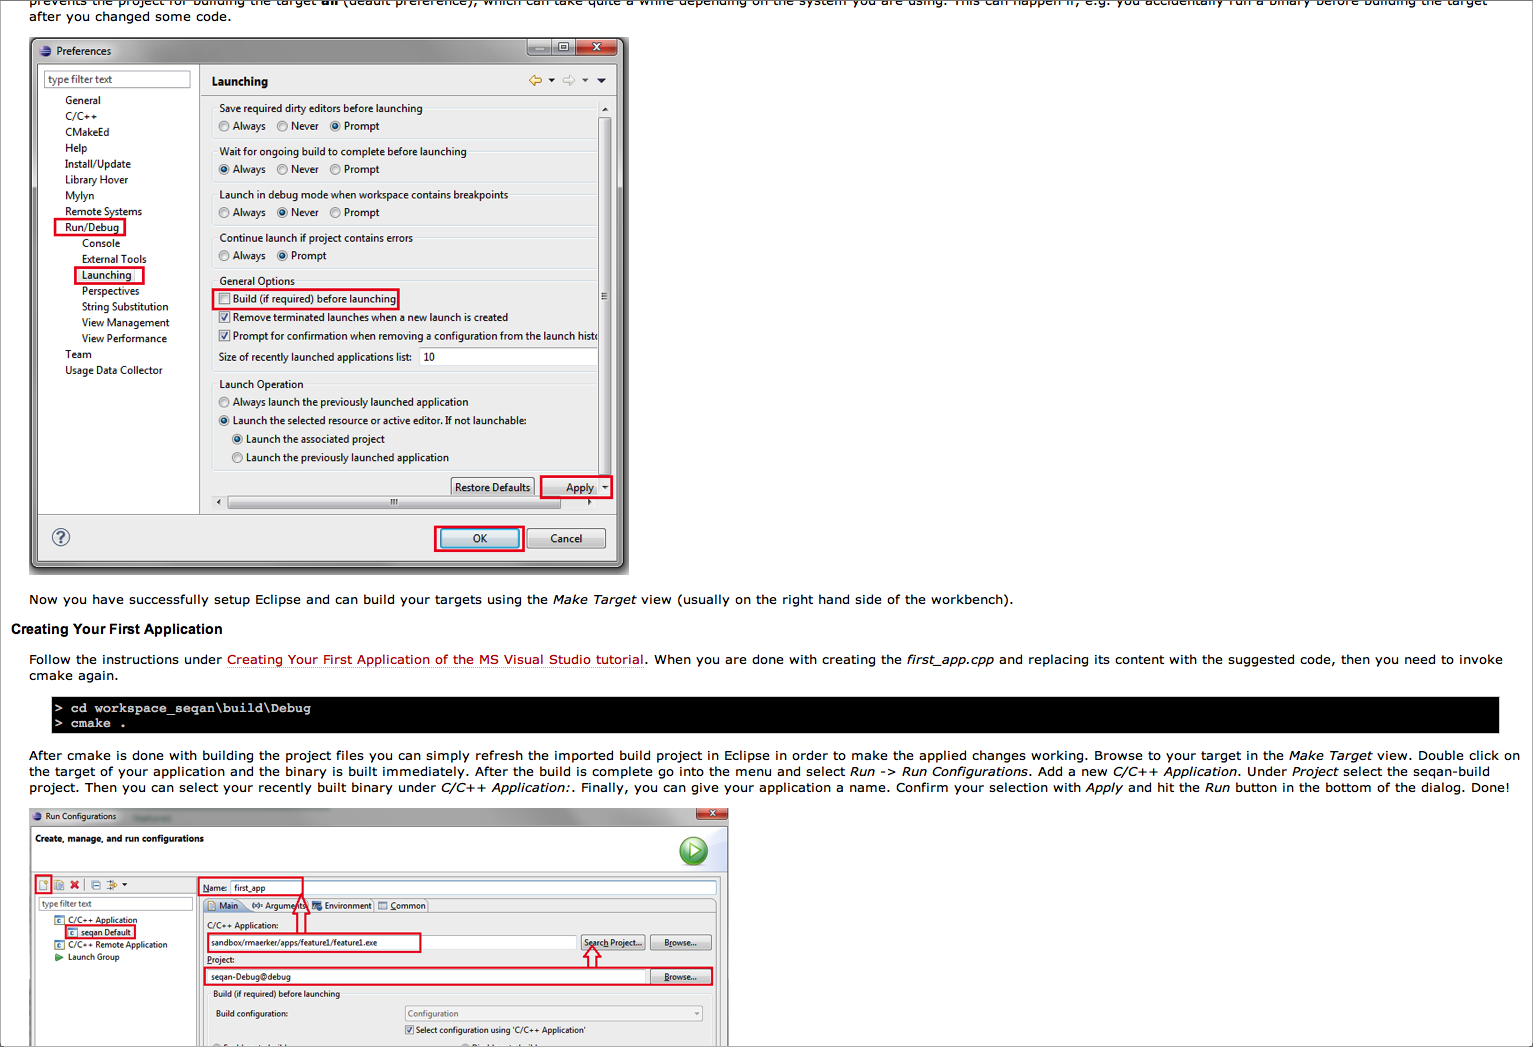 prevents the project for building the target all (deault preference), which can take quite a while depending on the system you are using. This can happen if, e.g. you accidentally run a binary before building the target
after you changed some code.
Preferences
type filter text
General
C/C++
CMakeEd
Help
Install/Update
Library Hover
Mylyn
Remote Systems
Run/Debug
Console
External Tools
Launching
Perspectives
String Substitution
View Management
View Performance
Team
Usage Data Collector
Launching
Save required dirty editors before launching
Always Never Prompt
Wait for ongoing build to complete before launching
Always Never Prompt
Launch in debug mode when workspace contains breakpoints
Always Never Prompt
Continue launch if project contains errors
Always Prompt
General Options
Build (if required) before launching
Remove terminated launches when a new launch is created
Prompt for confirmation when removing a configuration from the launch histo
Size of recently launched applications list: 10
Launch Operation
Always launch the previously launched application
Launch the selected resource or active editor. If not launchable:
Launch the associated project
Launch the previously launched application
Restore Defaults Apply
OK Cancel
Now you have successfully setup Eclipse and can build your targets using the Make Target view (usually on the right hand side of the workbench).
Creating Your First Application
Follow the instructions under Creating Your First Application of the MS Visual Studio tutorial. When you are done with creating the first_app.cpp and replacing its content with the suggested code, then you need to invoke
cmake again.
> cd workspace_seqan\build\Debug
> cmake .
After cmake is done with building the project files you can simply refresh the imported build project in Eclipse in order to make the applied changes working. Browse to your target in the Make Target view. Double click on
the target of your application and the binary is built immediately. After the build is complete go into the menu and select Run -> Run Configurations. Add a new C/C++ Application. Under Project select the seqan-build
project. Then you can select your recently built binary under C/C++ Application:. Finally, you can give your application a name. Confirm your selection with Apply and hit the Run button in the bottom of the dialog. Done!
Run Configurations
Create, manage, and run configurations
type filter text
C/C++ Application
seqan Default
C/C++ Remote Application
Launch Group
Name: first_app
Main Arguments Environment Common
C/C++ Application:
sandbox/rmaerker/apps/feature1/feature1.exe Search Project... Browse...
Project:
seqan-Debug@debug Browse...
Build (if required) before launching
Build configuration: Configuration
Select configuration using 'C/C++ Application'